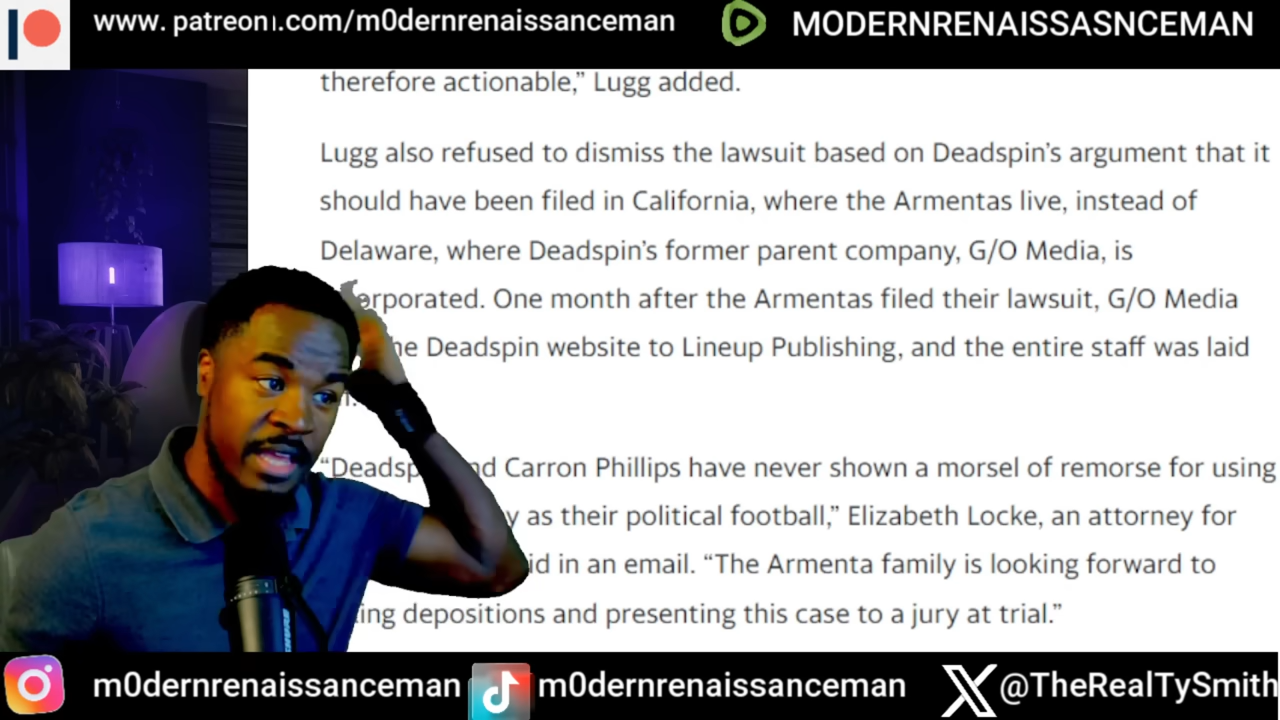 www. patreon.com/m0dernrenaissanceman
MODERNRENAISSASNCEMAN
therefore actionable,” Lugg added.
Lugg also refused to dismiss the lawsuit based on Deadspin’s argument that it
should have been filed in California, where the Armentas live, instead of
Delaware, where Deadspin’s former parent company, G/O Media, is
orporated. One month after the Armentas filed their lawsuit, G/O Media
he Deadspin website to Lineup Publishing, and the entire staff was laid
“Deadsp nd Carron Phillips have never shown a morsel of remorse for using
y as their political football,” Elizabeth Locke, an attorney for
id in an email. “The Armenta family is looking forward to
ing depositions and presenting this case to a jury at trial.”
m0dernrenaissanceman
m0dernrenaissanceman
@TheRealTySmith